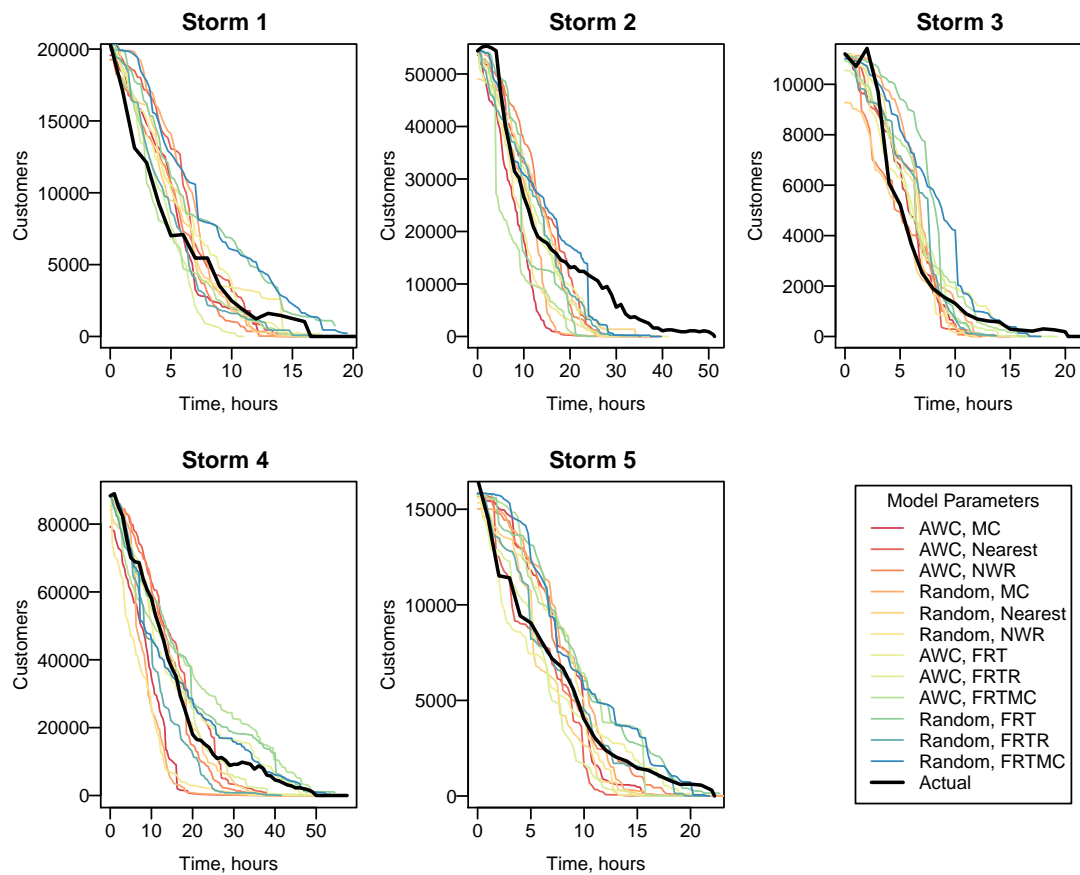 Storm 1
Storm 2
Storm 3
20000
15000
10000
5000
0
Customers
0 5 10 15 20
Time, hours
50000
40000
30000
20000
10000
0
Customers
0 10 20 30 40 50
Time, hours
10000
8000
6000
4000
2000
0
Customers
0 5 10 15 20
Time, hours
Storm 4
Storm 5
80000
60000
40000
20000
0
Customers
0 10 20 30 40 50
Time, hours
15000
10000
5000
0
Customers
0 5 10 15 20
Time, hours
Model Parameters
AWC, MC
AWC, Nearest
AWC, NWR
Random, MC
Random, Nearest
Random, NWR
AWC, FRT
AWC, FRTR
AWC, FRTMC
Random, FRT
Random, FRTR
Random, FRTMC
Actual